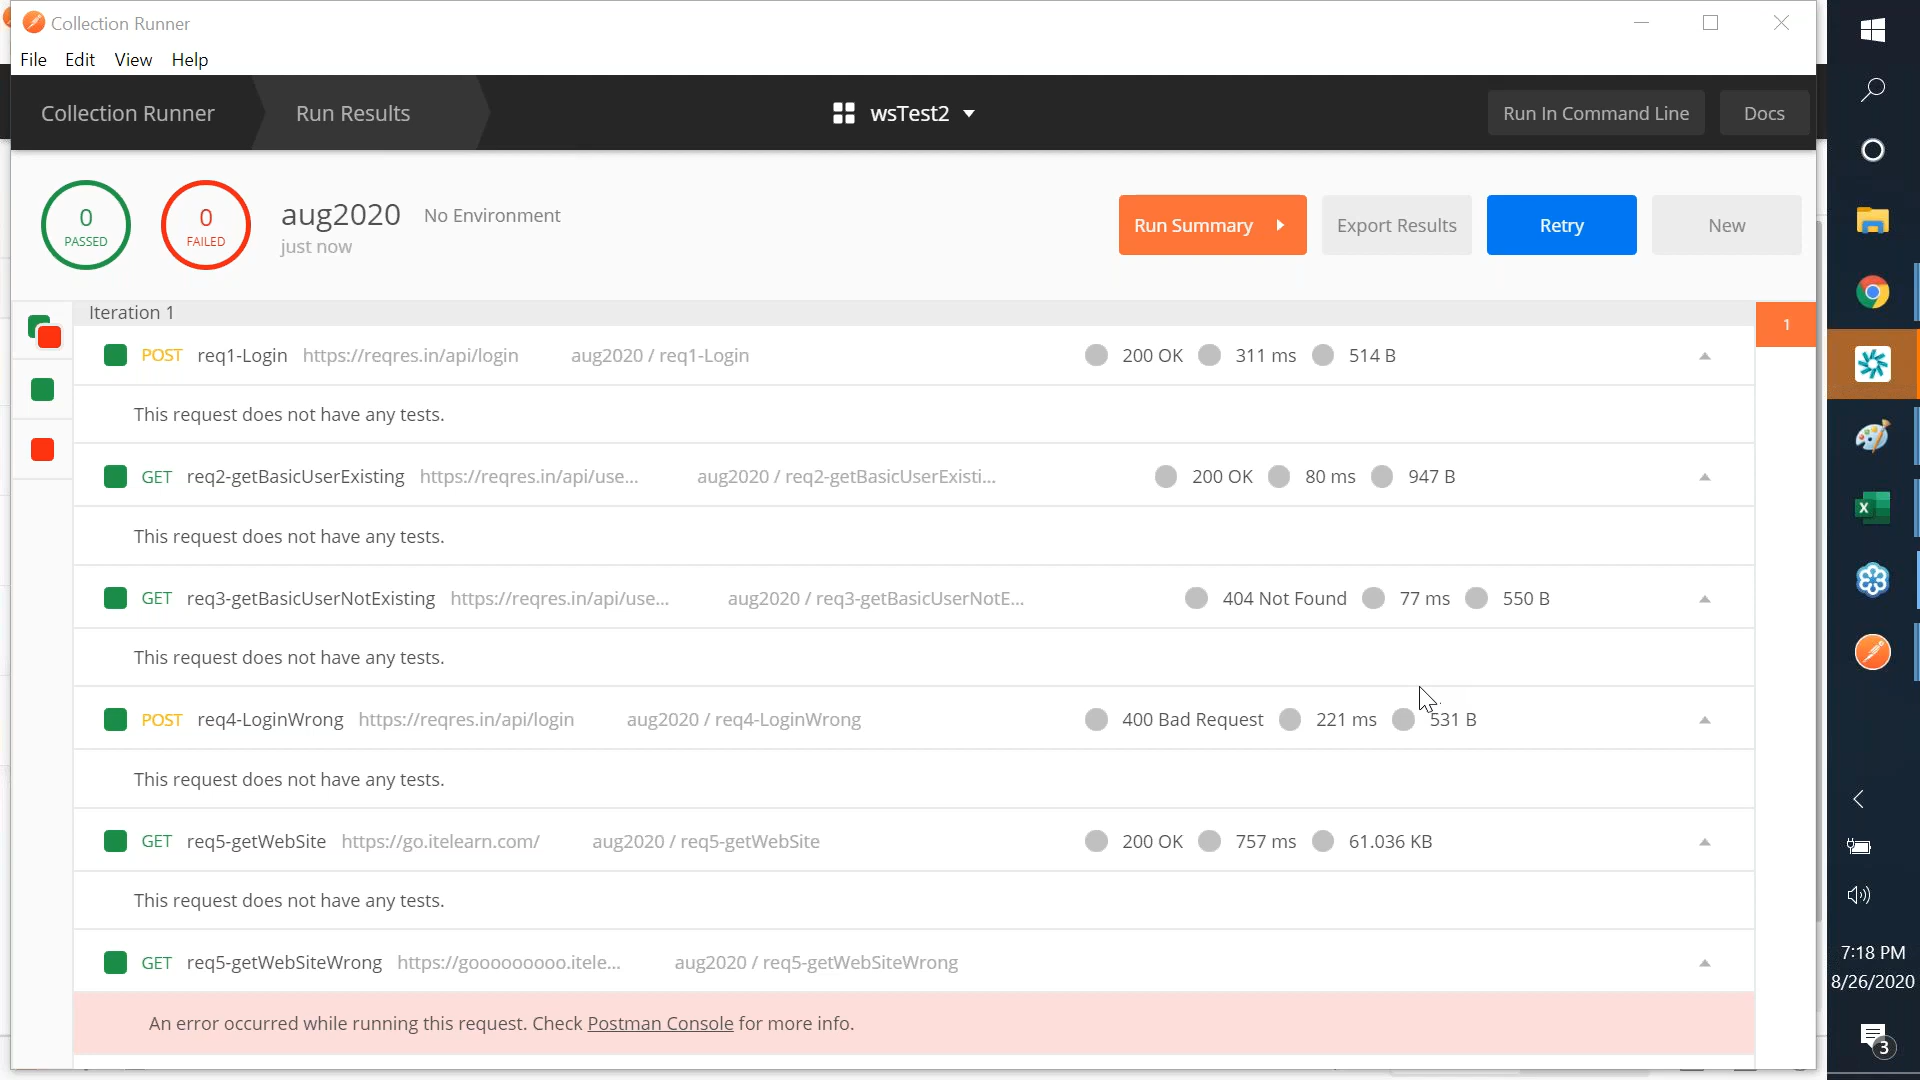 Collection Runner
File Edit View Help
Collection Runner Run Results wsTest2 Run In Command Line Docs
0 PASSED
0 FAILED
aug2020 No Environment
just now
Run Summary Export Results Retry New
Iteration 1
1
POST req1-Login https://reqres.in/api/login aug2020 / req1-Login 200 OK 311 ms 514 B
This request does not have any tests.
GET req2-getBasicUserExisting https://reqres.in/api/use... aug2020 / req2-getBasicUserExisti... 200 OK 80 ms 947 B
This request does not have any tests.
GET req3-getBasicUserNotExisting https://reqres.in/api/use... aug2020 / req3-getBasicUserNotE... 404 Not Found 77 ms 550 B
This request does not have any tests.
POST req4-LoginWrong https://reqres.in/api/login aug2020 / req4-LoginWrong 400 Bad Request 221 ms 531 B
This request does not have any tests.
GET req5-getWebSite https://go.itelearn.com/ aug2020 / req5-getWebSite 200 OK 757 ms 61.036 KB
This request does not have any tests.
GET req5-getWebSiteWrong https://gooooooooo.itele... aug2020 / req5-getWebSiteWrong
An error occurred while running this request. Check Postman Console for more info.
7:18 PM
8/26/2020
3